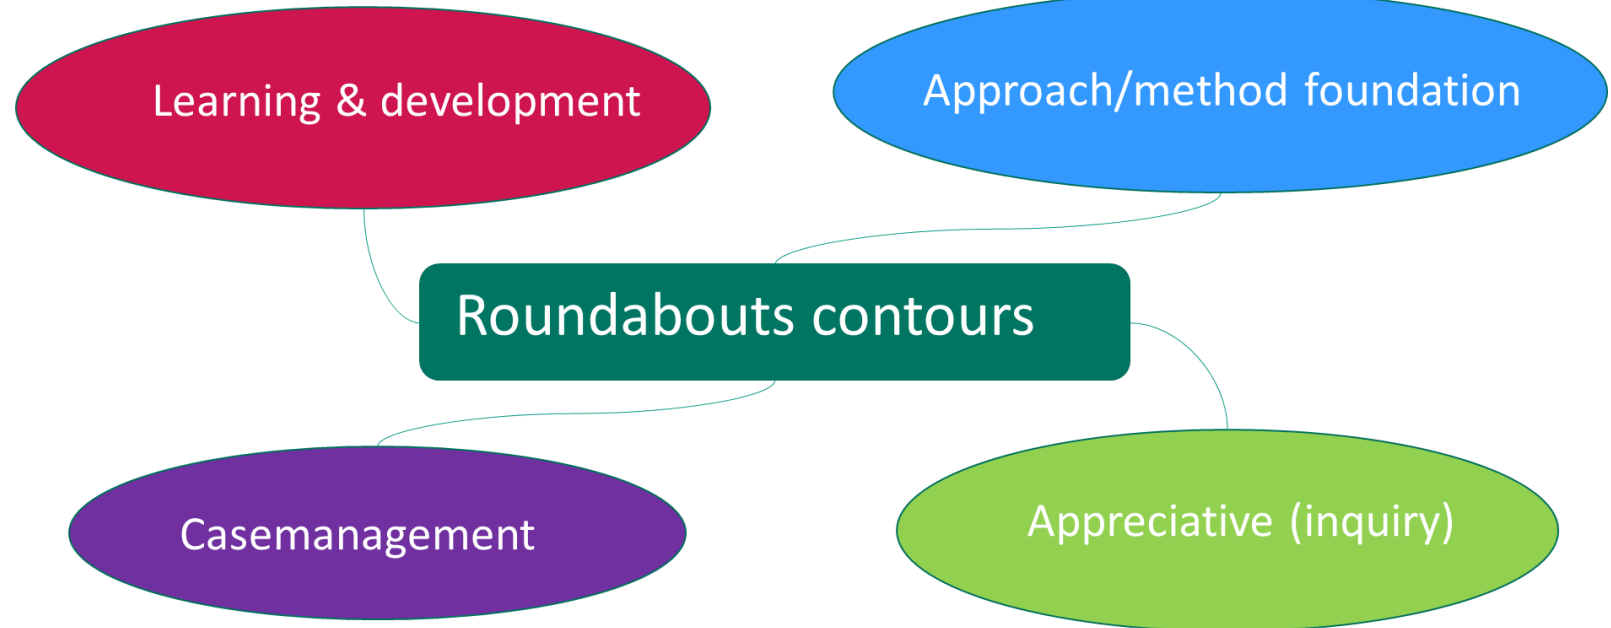 Learning & development
Approach/method foundation
Roundabouts contours
Casemanagement
Appreciative (inquiry)